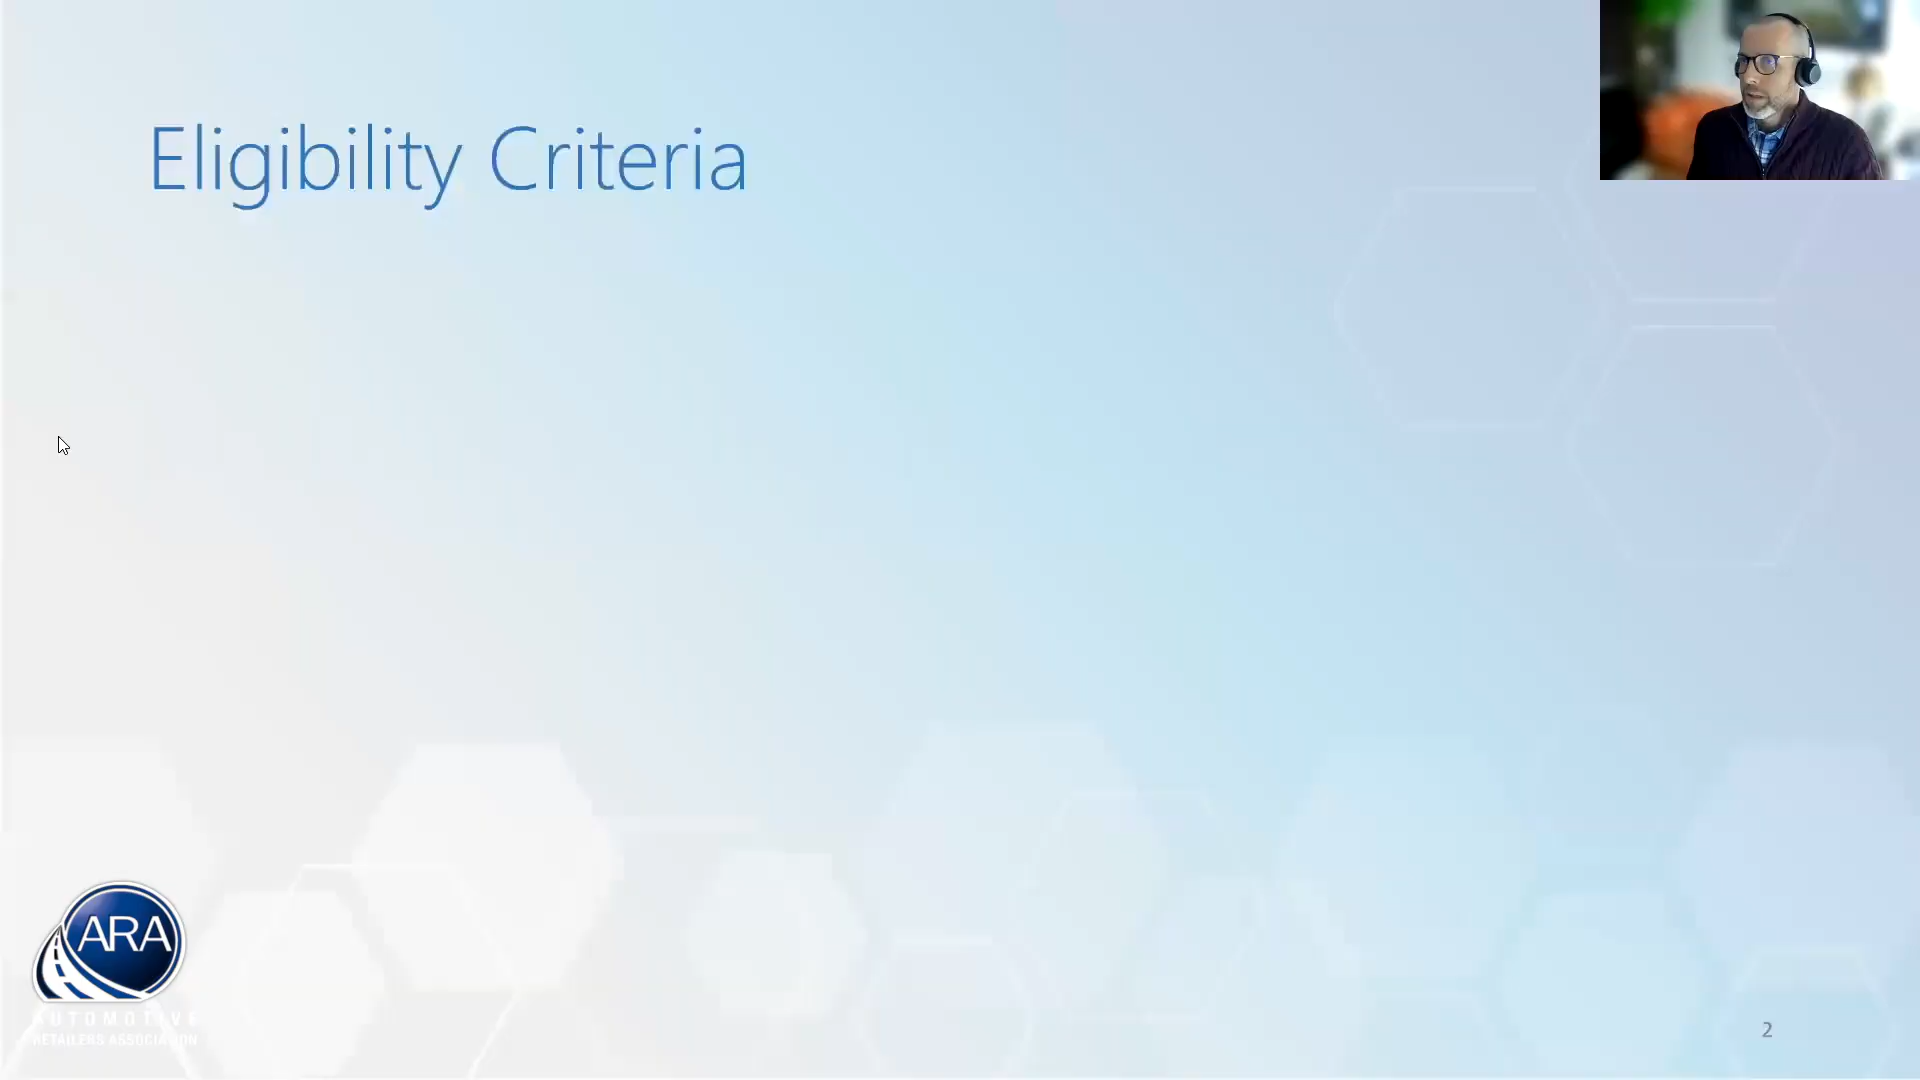 Eligibility Criteria
ARA
AUTOMOTIVE
RETAILERS ASSOCIATION
2